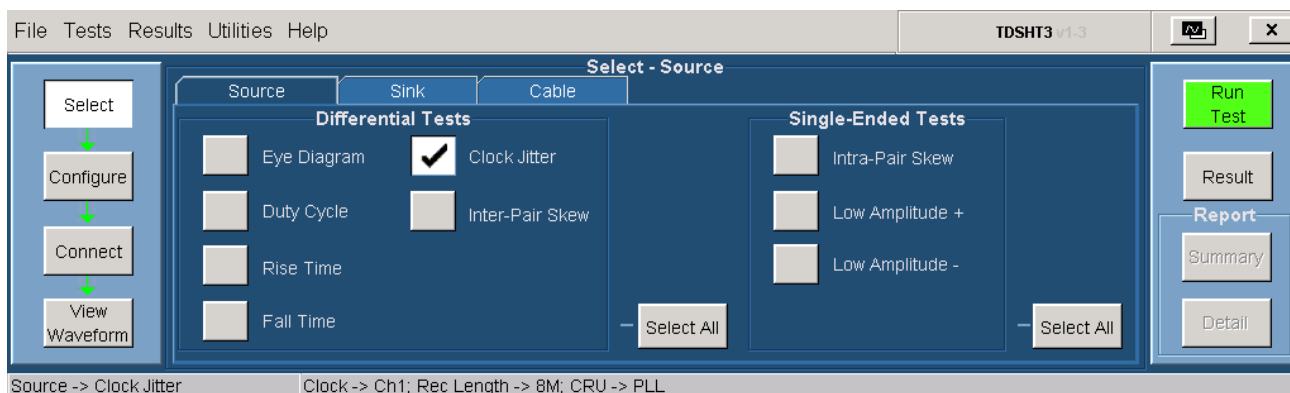 File Tests Results Utilities Help TDSHT3 v1-3 x
Select - Source
Select
Configure
Connect
View
Waveform
Source Sink Cable
Differential Tests
Eye Diagram Clock Jitter
Duty Cycle Inter-Pair Skew
Rise Time
Fall Time
Select All
Single-Ended Tests
Intra-Pair Skew
Low Amplitude +
Low Amplitude -
Select All
Run
Test
Result
Report
Summary
Detail
Source -> Clock Jitter Clock -> Ch1; Rec Length -> 8M; CRU -> PLL